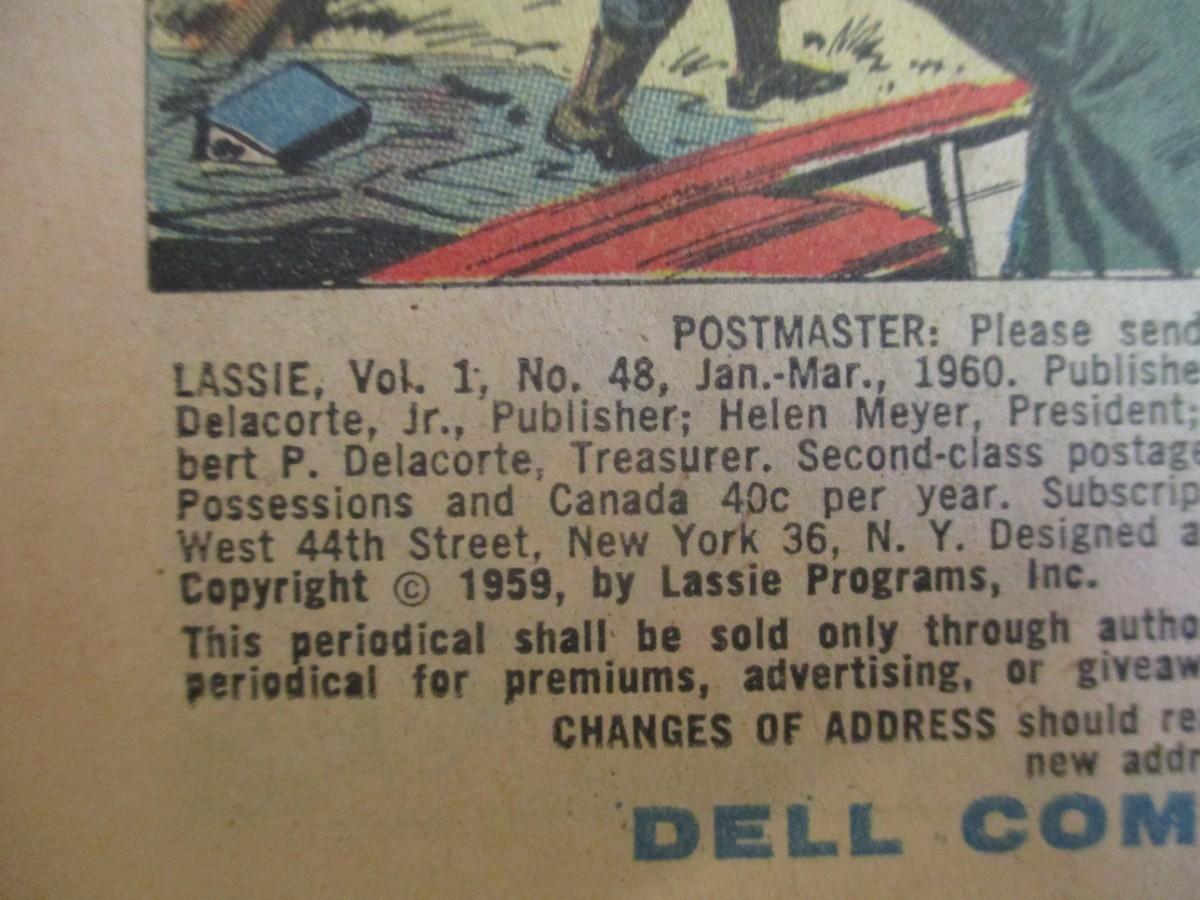 POSTMASTER: Please send
LASSIE, Vol. 1, No. 48, Jan.-Mar., 1960. Publishe
Delacorte, Jr., Publisher; Helen Meyer, President;
bert P. Delacorte, Treasurer. Second-class postage
Possessions and Canada 40c per year. Subscrip
West 44th Street, New York 36, N. Y. Designed a
Copyright © 1959, by Lassie Programs, Inc.
This periodical shall be sold only through autho
periodical for premiums, advertising, or giveaw
CHANGES OF ADDRESS should re
new addr
DELL COM